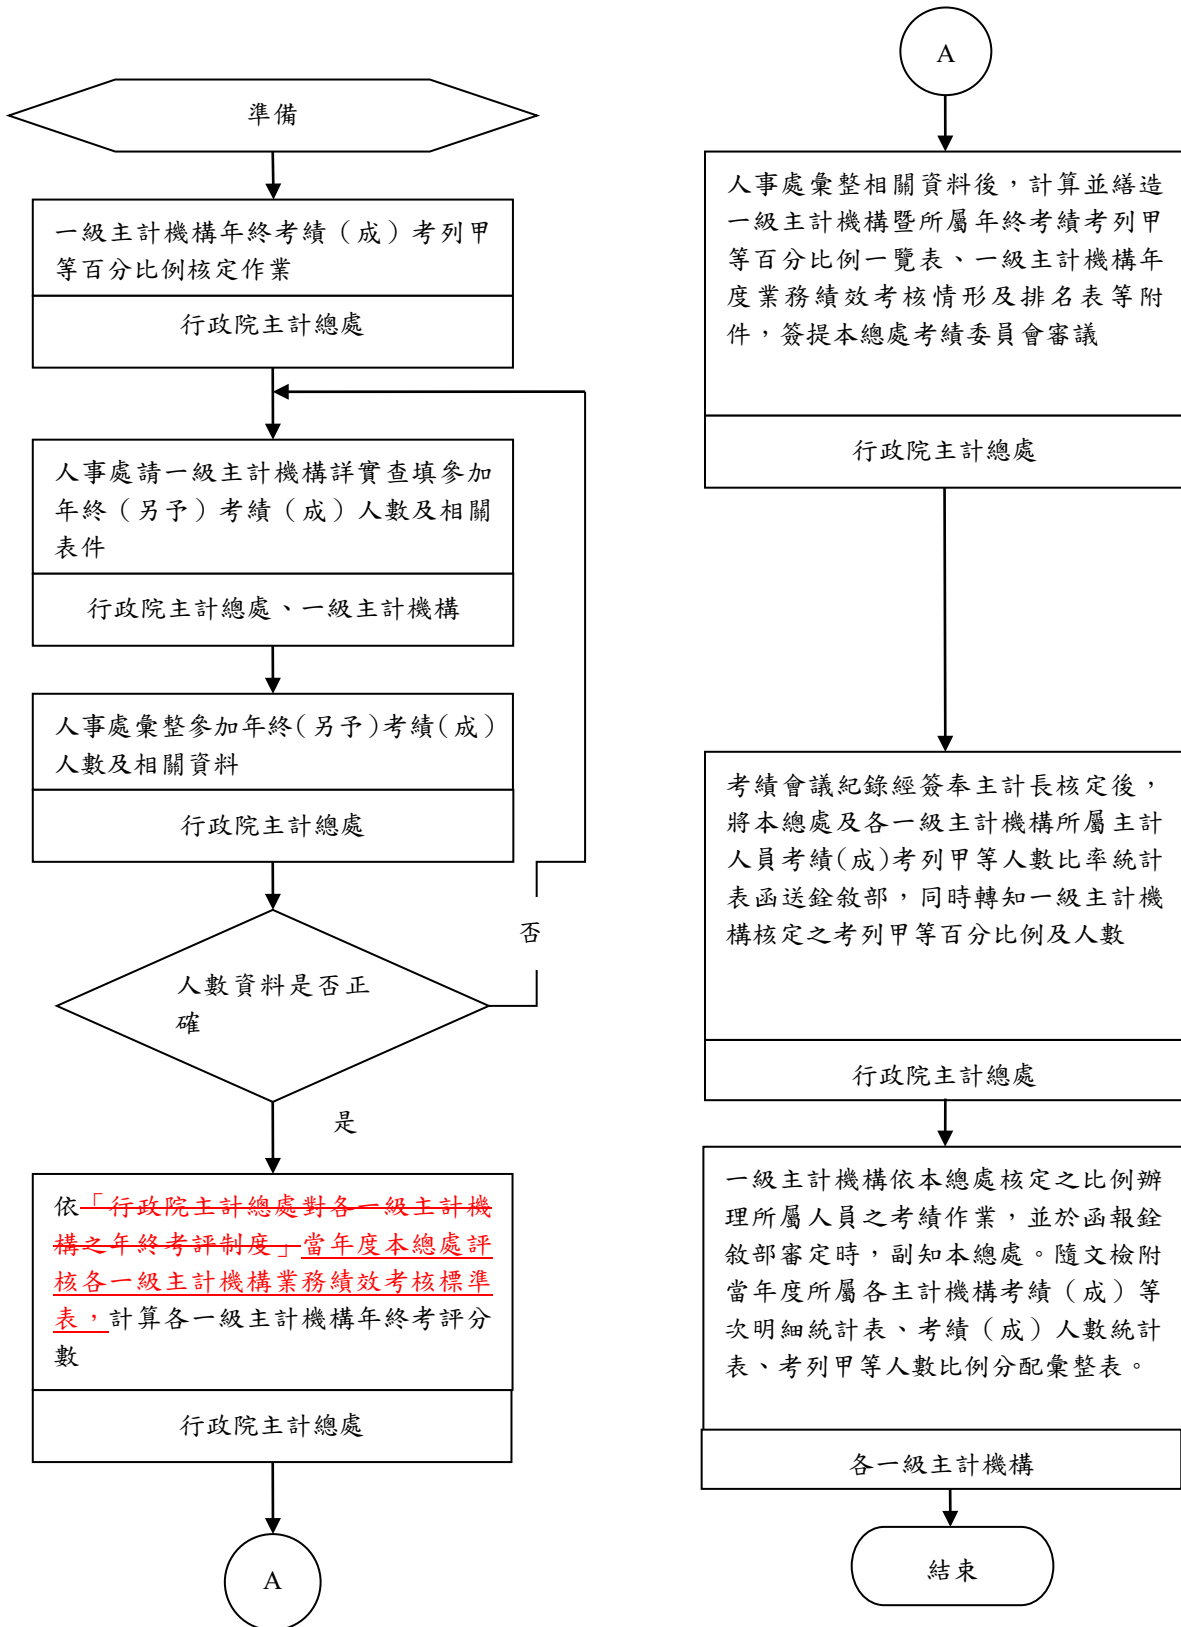 準備
一級主計機構年終考績（成）考列甲
等百分比例核定作業
行政院主計總處
人事處請一級主計機構詳實查填參加
年終（另予）考績（成）人數及相關
表件
行政院主計總處、一級主計機構
人事處彙整參加年終(另予)考績(成)
人數及相關資料
行政院主計總處
人數資料是否正
確
否
是
依「行政院主計總處對各一級主計機
構之年終考評制度」當年度本總處評
核各一級主計機構業務績效考核標準
表，計算各一級主計機構年終考評分
數
行政院主計總處
A
A
人事處彙整相關資料後，計算並繕造
一級主計機構暨所屬年終考績考列甲
等百分比例一覽表、一級主計機構年
度業務績效考核情形及排名表等附
件，簽提本總處考績委員會審議
行政院主計總處
考績會議紀錄經簽奉主計長核定後，
將本總處及各一級主計機構所屬主計
人員考績(成)考列甲等人數比率統計
表函送銓敘部，同時轉知一級主計機
構核定之考列甲等百分比例及人數
行政院主計總處
一級主計機構依本總處核定之比例辦
理所屬人員之考績作業，並於函報銓
敘部審定時，副知本總處。隨文檢附
當年度所屬各主計機構考績（成）等
次明細統計表、考績（成）人數統計
表、考列甲等人數比例分配彙整表。
各一級主計機構
結束